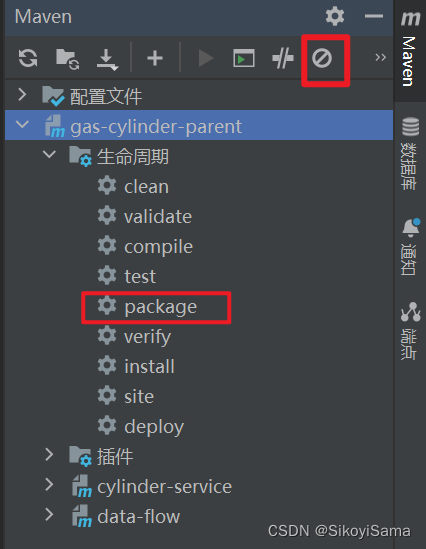 Maven
配置文件
gas-cylinder-parent
生命周期
clean
validate
compile
test
package
verify
install
site
deploy
插件
cylinder-service
data-flow
m
Maven
数据库
通知
端点
CSDN @SikoyiSama